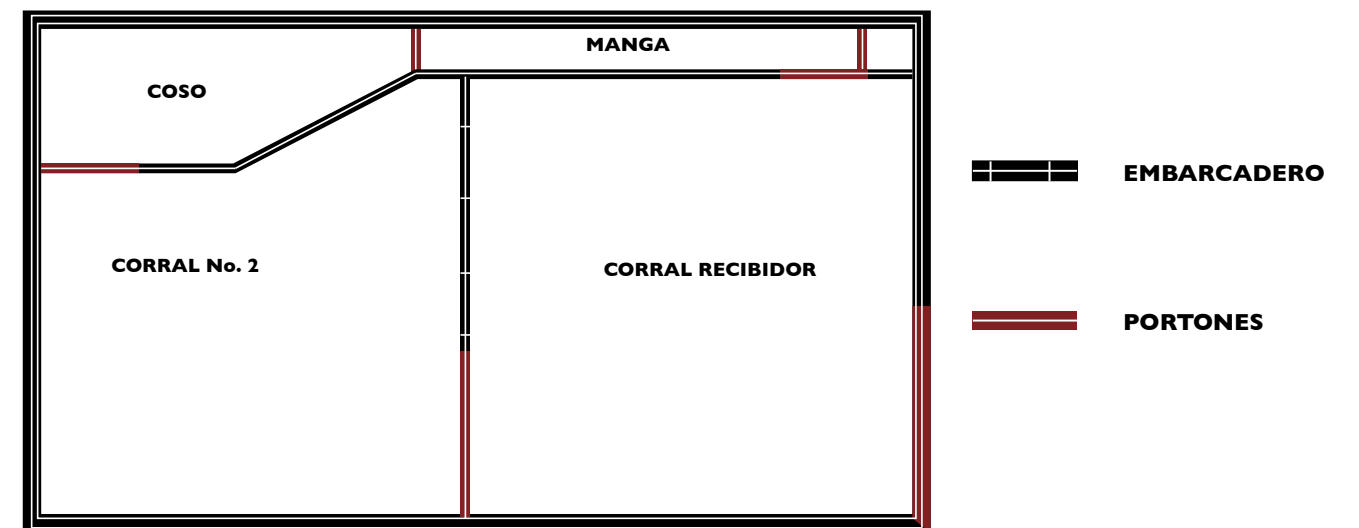 MANGA
COSO
EMBARCADERO
CORRAL No. 2
CORRAL RECIBIDOR
PORTONES